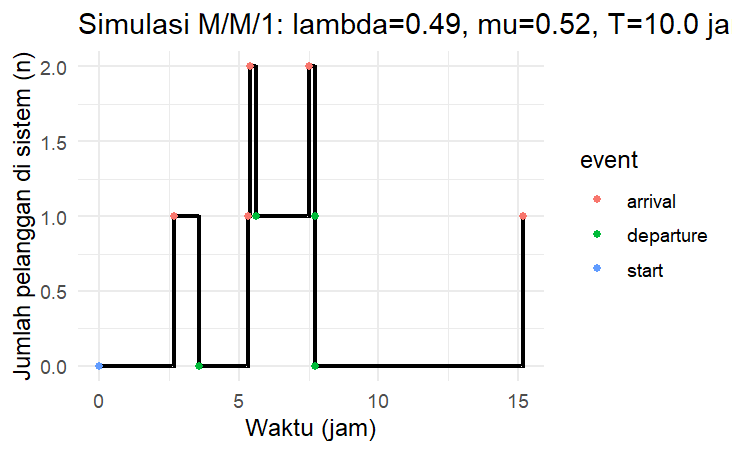 Simulasi M/M/1: lambda=0.49, mu=0.52, T=10.0 ja
Jumlah pelanggan di sistem (n)
2.0
1.5
1.0
0.5
0.0
0
5
10
15
Waktu (jam)
event
arrival
departure
start